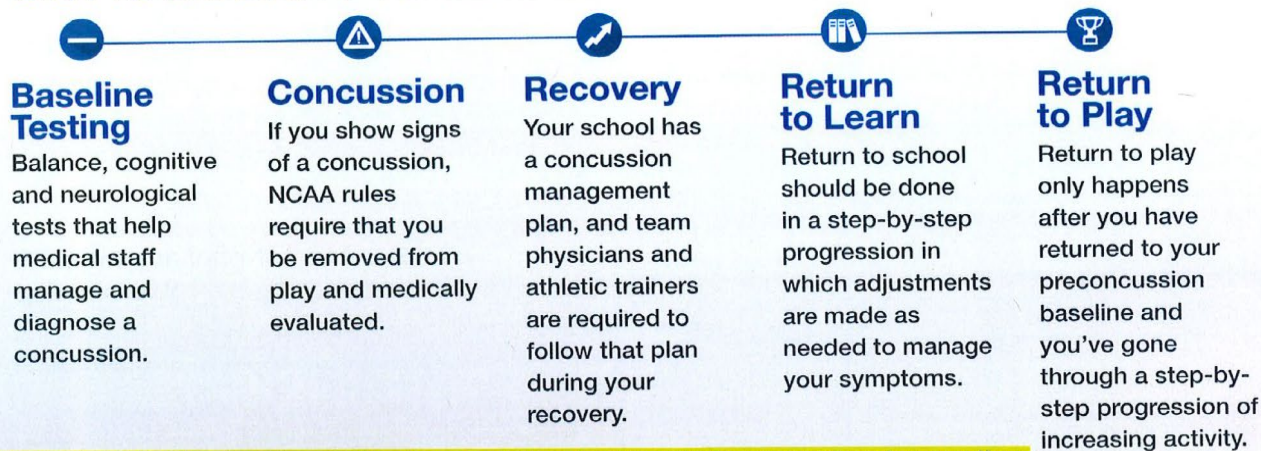 Baseline
Testing
Balance, cognitive
and neurological
tests that help
medical staff
manage and
diagnose a
concussion.
Concussion
If you show signs
of a concussion,
NCAA rules
require that you
be removed from
play and medically
evaluated.
Recovery
Your school has
a concussion
management
plan, and team
physicians and
athletic trainers
are required to
follow that plan
during your
recovery.
Return
to Learn
Return to school
should be done
in a step-by-step
progression in
which adjustments
are made as
needed to manage
your symptoms.
Return
to Play
Return to play
only happens
after you have
returned to your
preconcussion
baseline and
you've gone
through a step-by-
step progression of
increasing activity.